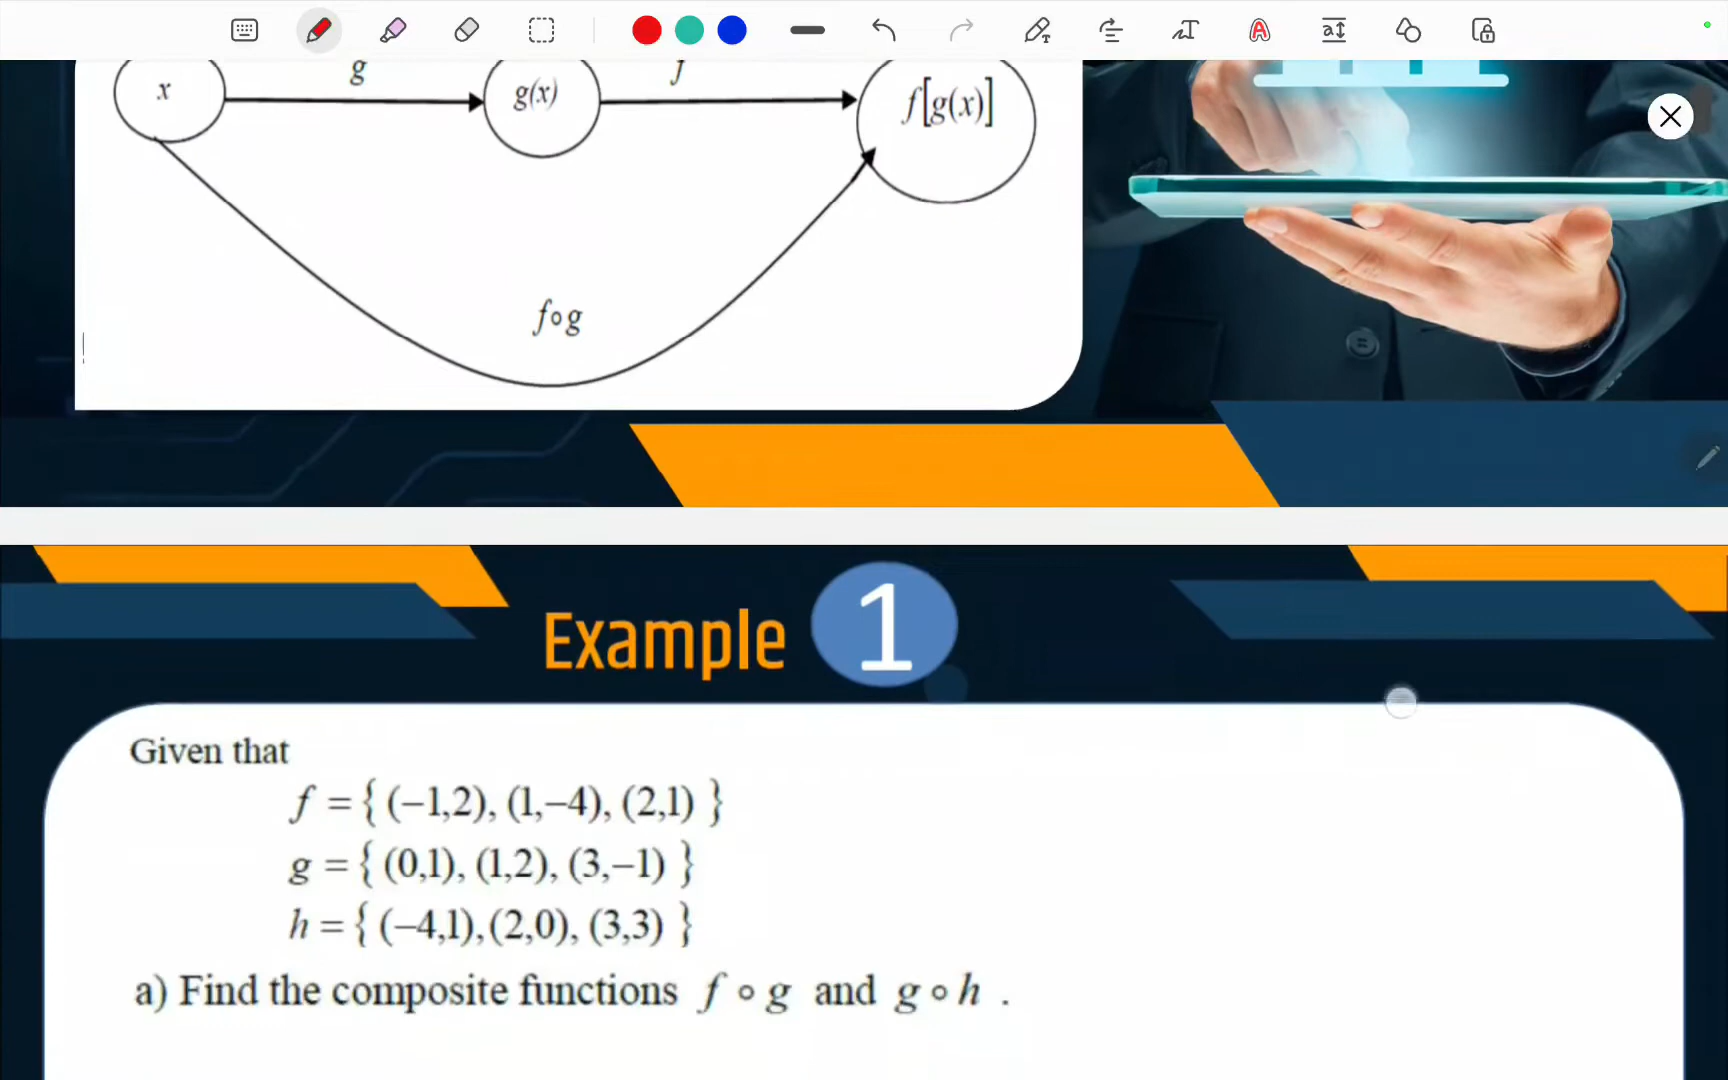 x
g
g(x)
f
f[g(x)]
f∘g
Example 1
Given that
f = { (−1,2), (1,−4), (2,1) }
g = { (0,1), (1,2), (3,−1) }
h = { (−4,1), (2,0), (3,3) }
a) Find the composite functions f ∘ g and g ∘ h .